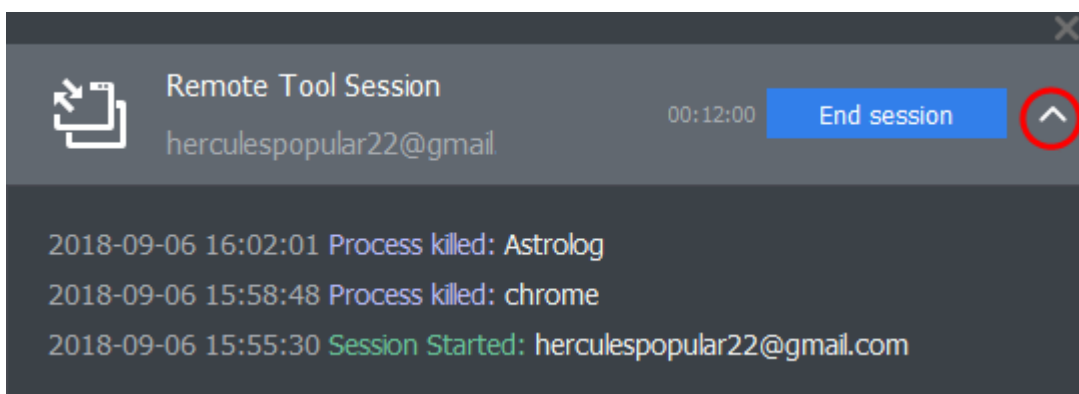 Remote Tool Session
herculespopular22@gmail.
00:12:00
End session
2018-09-06 16:02:01 Process killed: Astrolog
2018-09-06 15:58:48 Process killed: chrome
2018-09-06 15:55:30 Session Started: herculespopular22@gmail.com